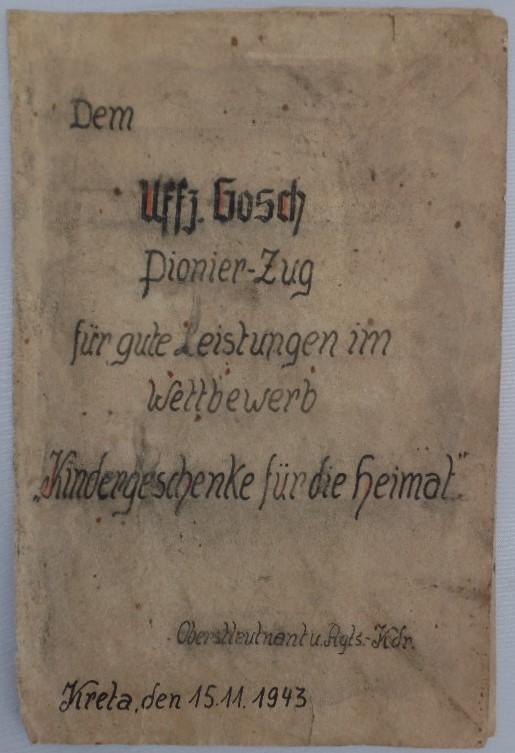 Dem
Uffz. Gosch
Pionier-Zug
für gute Leistungen im
Wettbewerb
„Kindergeschenke für die Heimat"
Oberstleutnant u. Rgts.-Kdr.
Kreta, den 15.11.1943